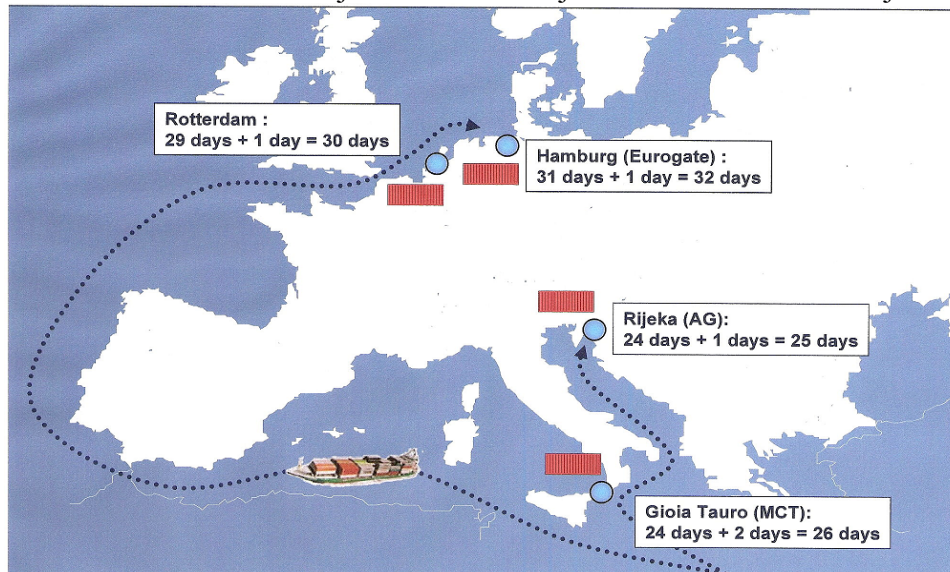 Rotterdam :
29 days + 1 day = 30 days
Hamburg (Eurogate) :
31 days + 1 day = 32 days
Rijeka (AG):
24 days + 1 days = 25 days
Gioia Tauro (MCT):
24 days + 2 days = 26 days